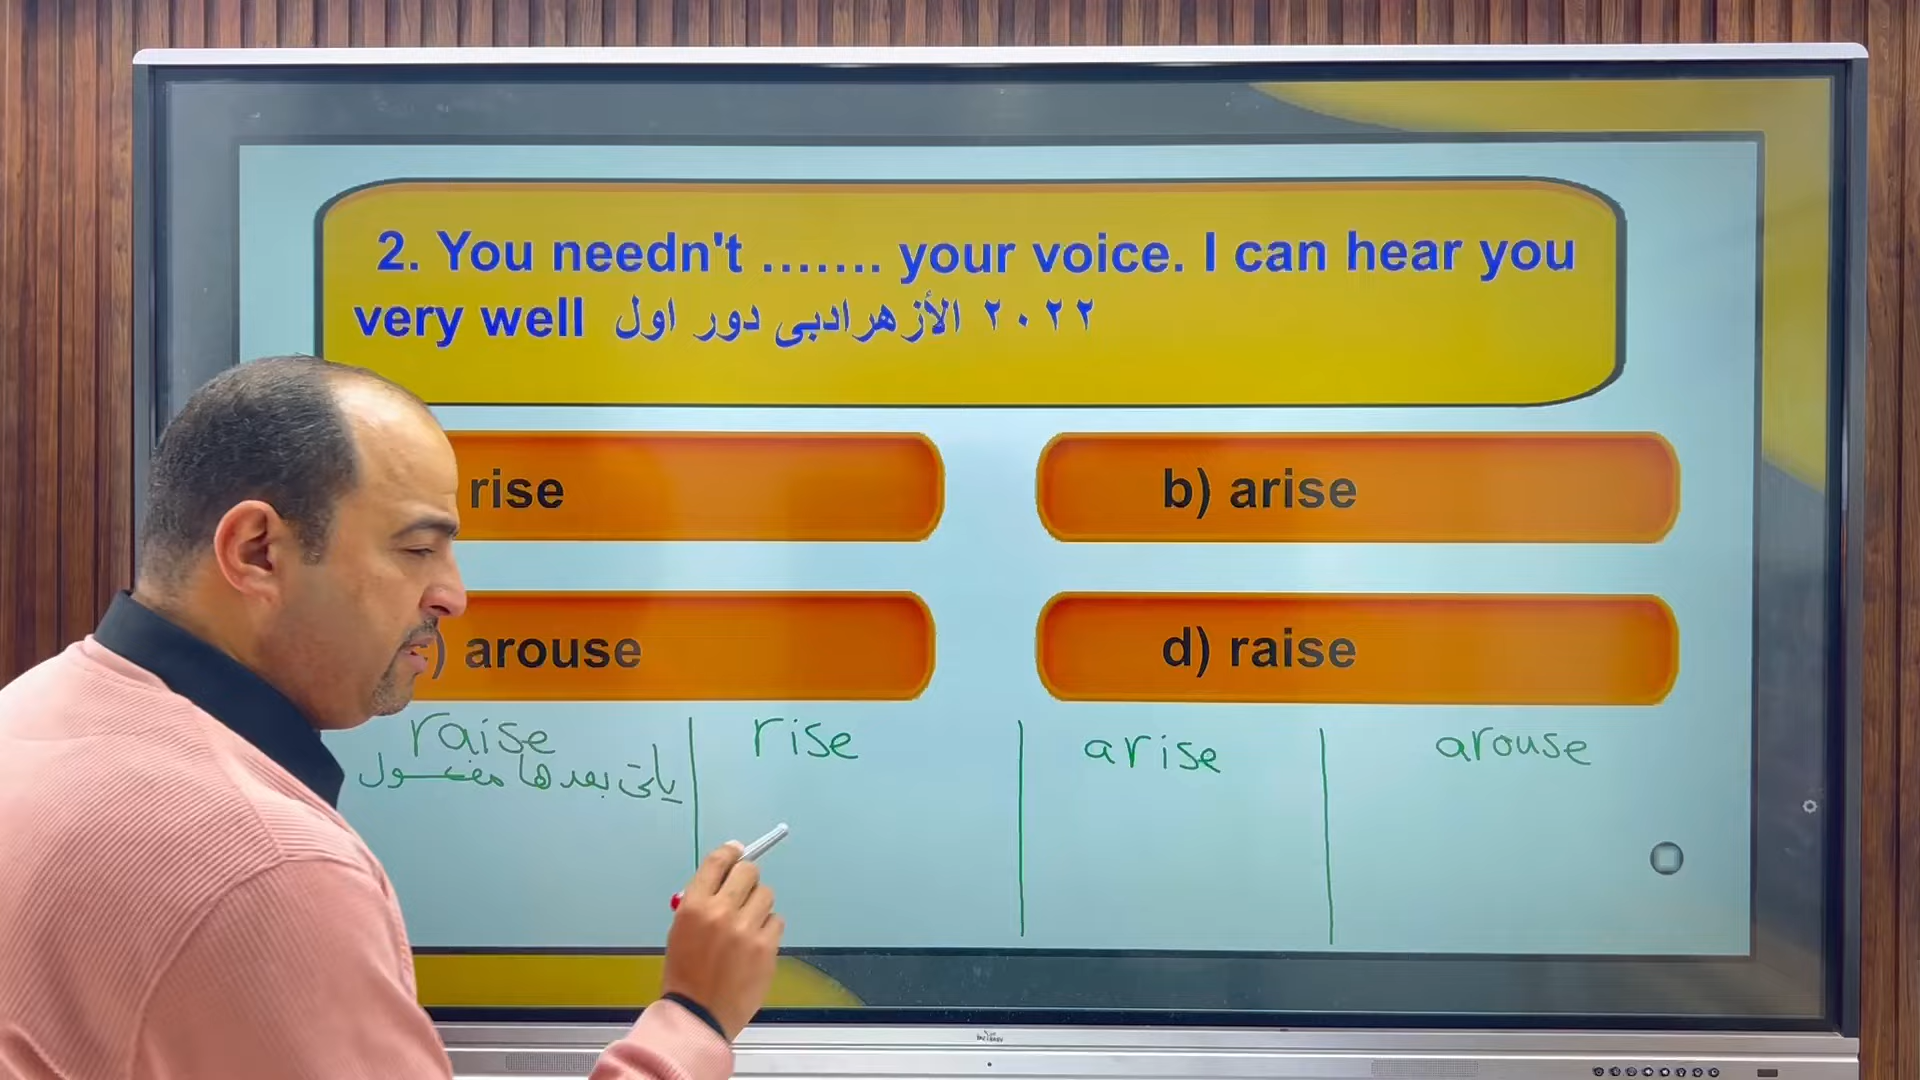 2. You needn't ....... your voice. I can hear you
very well ٢٠٢٢ الأزهرادبى دور اول
rise
b) arise
) arouse
d) raise
raise
يأتى بعدها مفعول
rise
arise
arouse